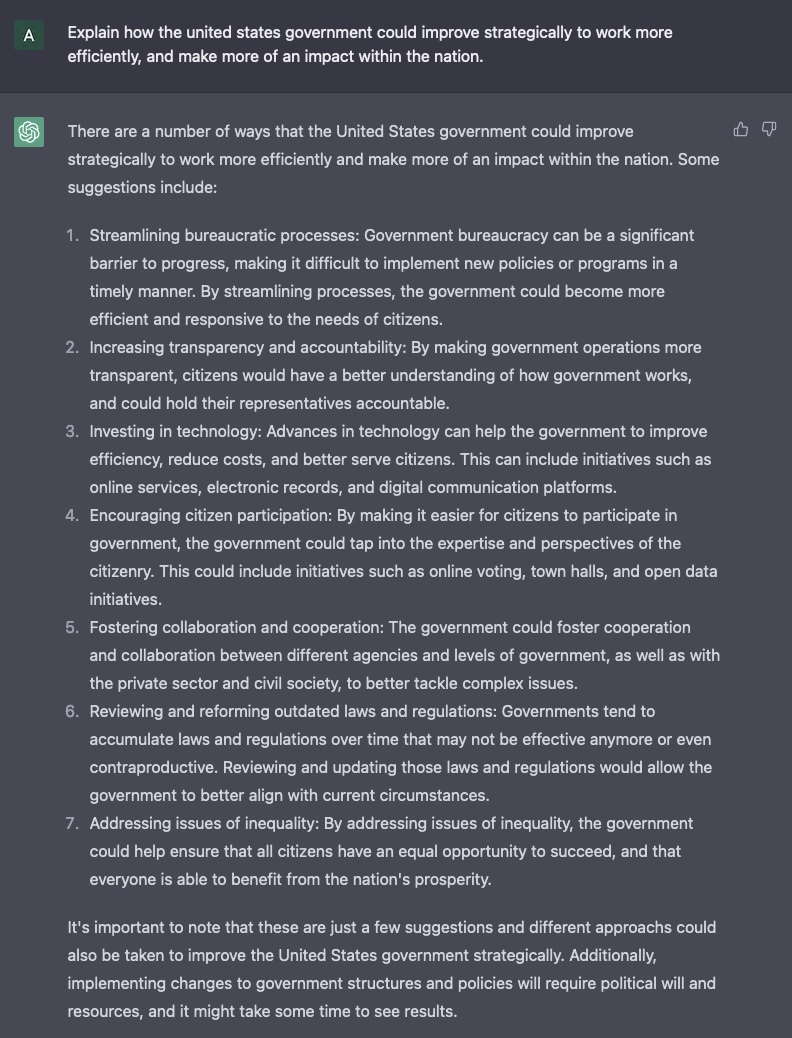 A
Explain how the united states government could improve strategically to work more
efficiently, and make more of an impact within the nation.
There are a number of ways that the United States government could improve
strategically to work more efficiently and make more of an impact within the nation. Some
suggestions include:
1. Streamlining bureaucratic processes: Government bureaucracy can be a significant
barrier to progress, making it difficult to implement new policies or programs in a
timely manner. By streamlining processes, the government could become more
efficient and responsive to the needs of citizens.
2. Increasing transparency and accountability: By making government operations more
transparent, citizens would have a better understanding of how government works,
and could hold their representatives accountable.
3. Investing in technology: Advances in technology can help the government to improve
efficiency, reduce costs, and better serve citizens. This can include initiatives such as
online services, electronic records, and digital communication platforms.
4. Encouraging citizen participation: By making it easier for citizens to participate in
government, the government could tap into the expertise and perspectives of the
citizenry. This could include initiatives such as online voting, town halls, and open data
initiatives.
5. Fostering collaboration and cooperation: The government could foster cooperation
and collaboration between different agencies and levels of government, as well as with
the private sector and civil society, to better tackle complex issues.
6. Reviewing and reforming outdated laws and regulations: Governments tend to
accumulate laws and regulations over time that may not be effective anymore or even
contraproductive. Reviewing and updating those laws and regulations would allow the
government to better align with current circumstances.
7. Addressing issues of inequality: By addressing issues of inequality, the government
could help ensure that all citizens have an equal opportunity to succeed, and that
everyone is able to benefit from the nation's prosperity.
It's important to note that these are just a few suggestions and different approachs could
also be taken to improve the United States government strategically. Additionally,
implementing changes to government structures and policies will require political will and
resources, and it might take some time to see results.